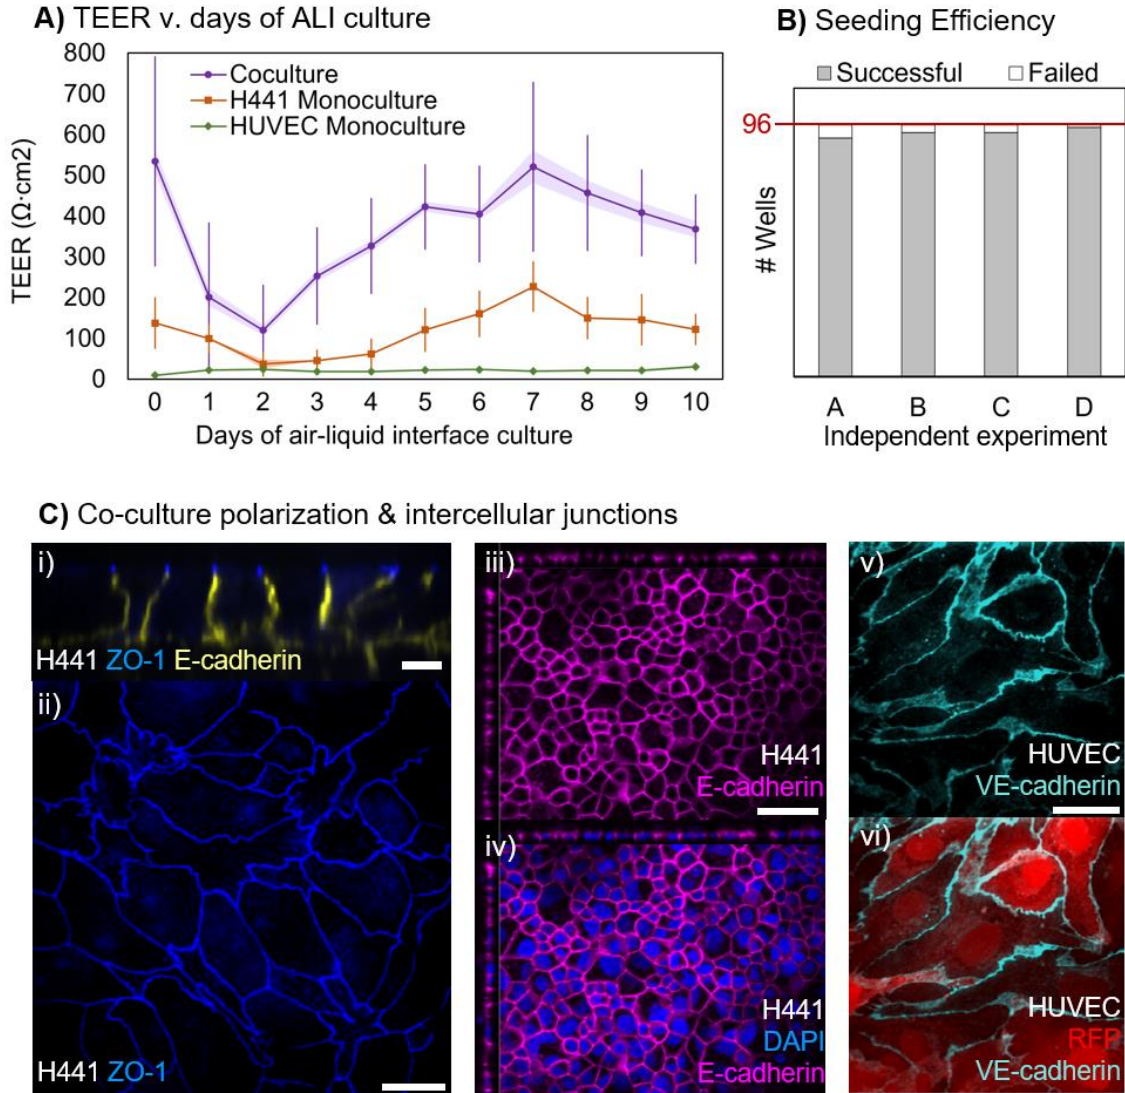 A) TEER v. days of ALI culture
800
700
600
500
400
300
200
100
0
TEER (Ω·cm2)
Coculture
H441 Monoculture
HUVEC Monoculture
0 1 2 3 4 5 6 7 8 9 10
Days of air-liquid interface culture
B) Seeding Efficiency
Successful Failed
96
# Wells
A B C D
Independent experiment
C) Co-culture polarization & intercellular junctions
i)
H441 ZO-1 E-cadherin
ii)
H441 ZO-1
iii)
H441
E-cadherin
iv)
H441
DAPI
E-cadherin
v)
HUVEC
VE-cadherin
vi)
HUVEC
RFP
VE-cadherin